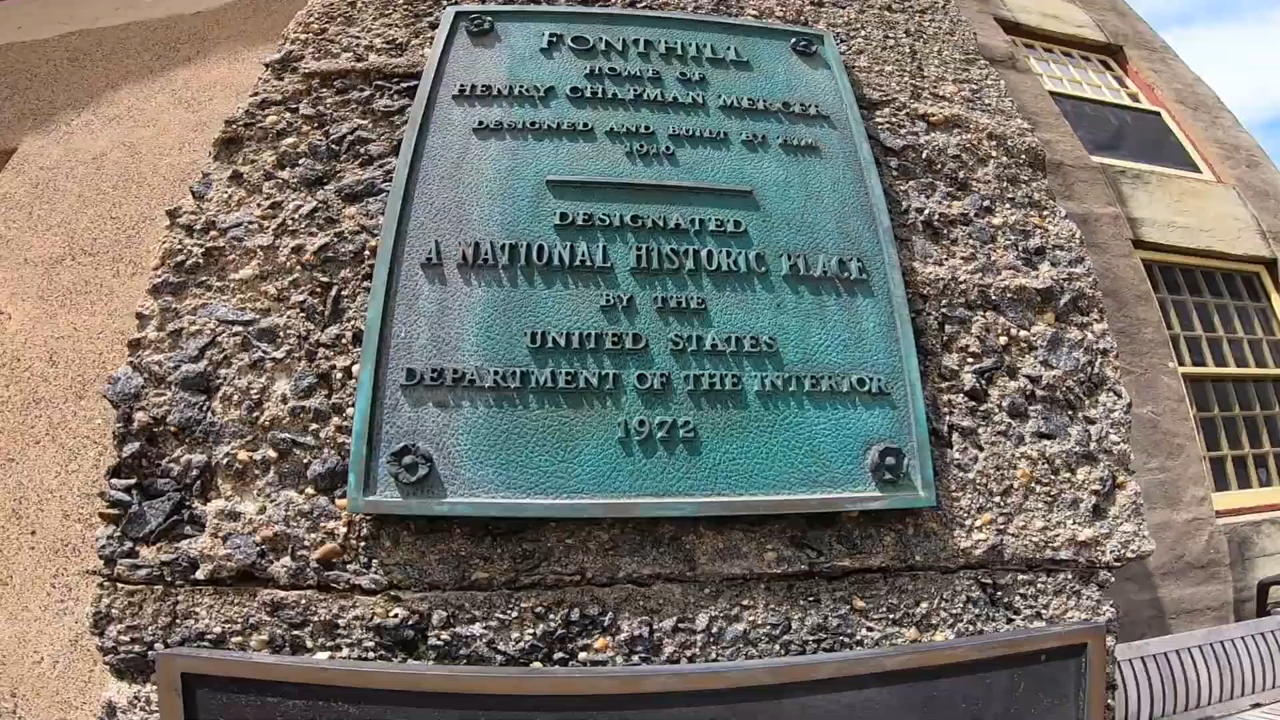 FONTHILL
HOME OF
HENRY CHAPMAN MERCER
DESIGNED AND BUILT BY HIM
1910
DESIGNATED
A NATIONAL HISTORIC PLACE
BY THE
UNITED STATES
DEPARTMENT OF THE INTERIOR
1972